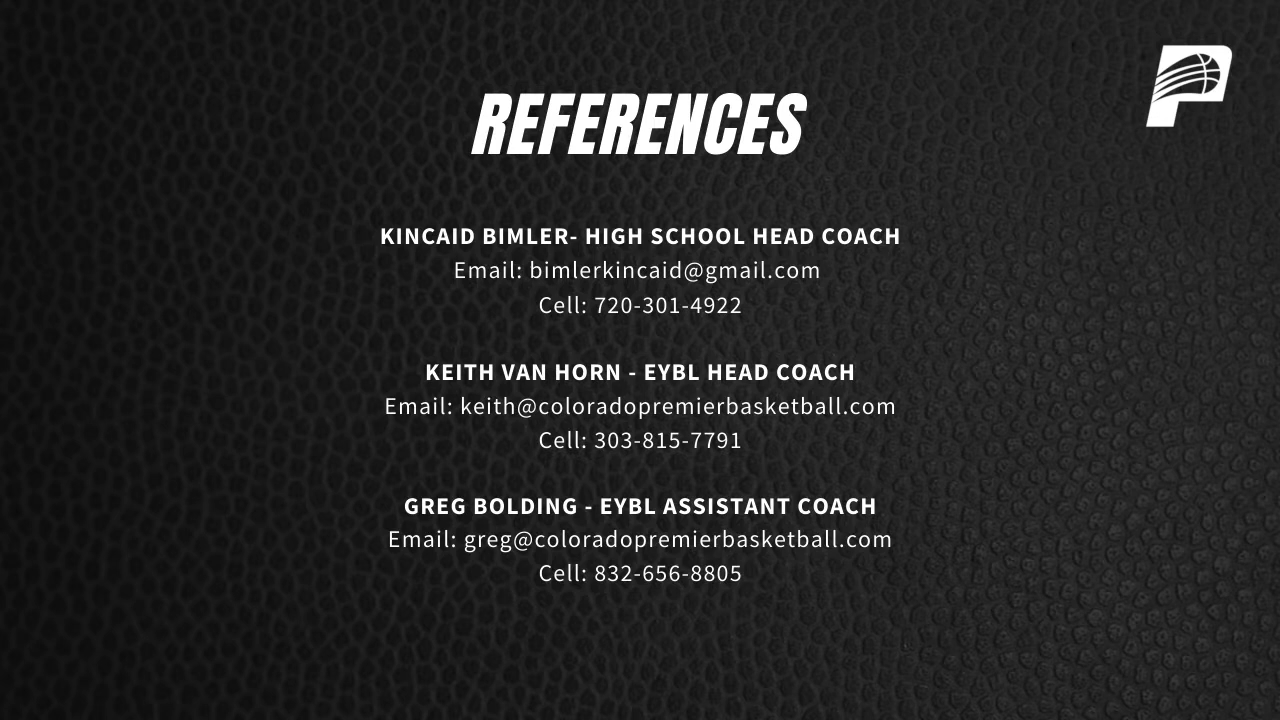 REFERENCES
KINCAID BIMLER- HIGH SCHOOL HEAD COACH
Email: bimlerkincaid@gmail.com
Cell: 720-301-4922
KEITH VAN HORN - EYBL HEAD COACH
Email: keith@coloradopremierbasketball.com
Cell: 303-815-7791
GREG BOLDING - EYBL ASSISTANT COACH
Email: greg@coloradopremierbasketball.com
Cell: 832-656-8805